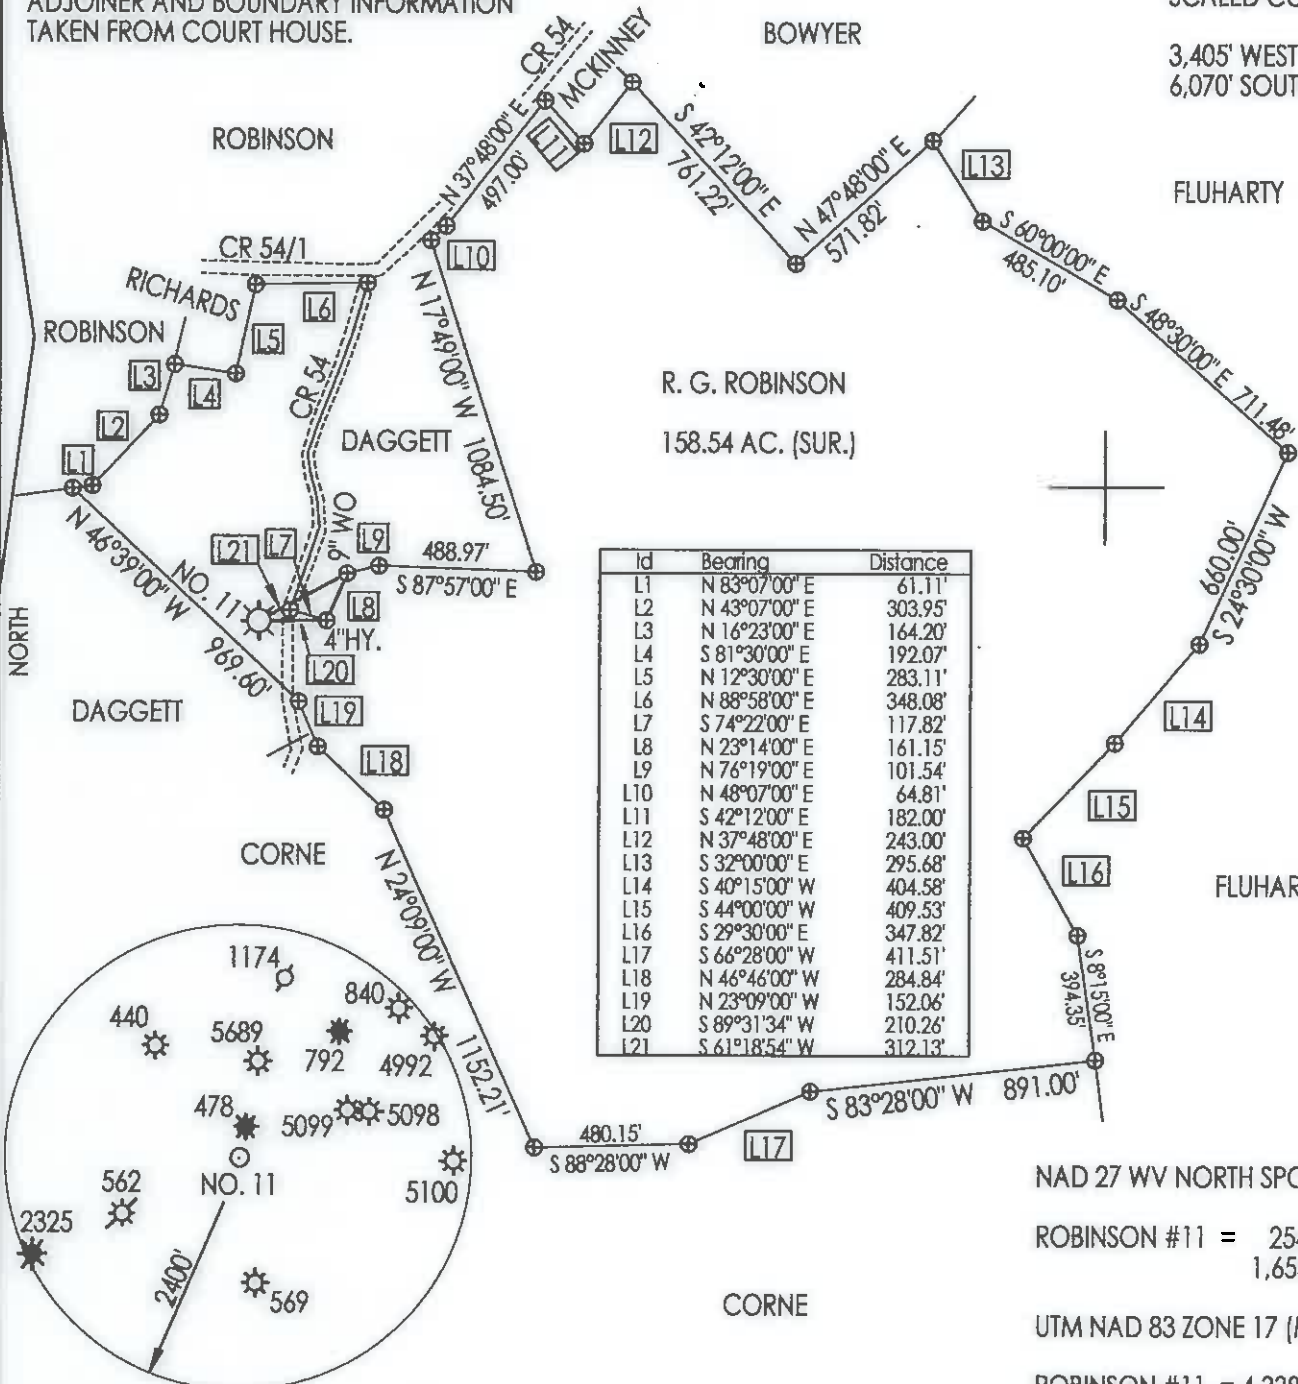 ADJOINER AND BOUNDARY INFORMATION
TAKEN FROM COURT HOUSE.
3,405' WEST
6,070' SOUT
BOWYER
CR 54
MCKINNEY
ROBINSON
N 37°48'00" E
497.00'
L11
L12
S 42°12'00" E
761.22'
N 47°48'00" E
571.82'
L13
FLUHARTY
S 60°00'00" E
485.10'
S 48°30'00" E 711.48'
CR 54/1
L10
RICHARDS
L6
ROBINSON
L5
L3
L4
CR 54
N 17°49'00" W 1084.50'
R. G. ROBINSON
158.54 AC. (SUR.)
L2
DAGGETT
L1
N 46°39'00" W
969.60'
NO. 11
L21
L7
9" WO
L9
488.97'
S 87°57'00" E
L8
4"HY.
L20
660.00'
S 24°30'00" W
NORTH
DAGGETT
L19
L18
L14
L15
L16
CORNE
N 24°09'00" W 1152.21'
FLUHAR
S 8°15'00" E
394.35'
Id Bearing Distance
L1 N 83°07'00" E 61.11'
L2 N 43°07'00" E 303.95'
L3 N 16°23'00" E 164.20'
L4 S 81°30'00" E 192.07'
L5 N 12°30'00" E 283.11'
L6 N 88°58'00" E 348.08'
L7 S 74°22'00" E 117.82'
L8 N 23°14'00" E 161.15'
L9 N 76°19'00" E 101.54'
L10 N 48°07'00" E 64.81'
L11 S 42°12'00" E 182.00'
L12 N 37°48'00" E 243.00'
L13 S 32°00'00" E 295.68'
L14 S 40°15'00" W 404.58'
L15 S 44°00'00" W 409.53'
L16 S 29°30'00" E 347.82'
L17 S 66°28'00" W 411.51'
L18 N 46°46'00" W 284.84'
L19 N 23°09'00" W 152.06'
L20 S 89°31'34" W 210.26'
L21 S 61°18'54" W 312.13'
S 83°28'00" W 891.00'
L17
480.15'
S 88°28'00" W
1174
840
440
5689
792
4992
478
5099
5098
NO. 11
562
5100
2325
2400'
569
CORNE
NAD 27 WV NORTH SPC
ROBINSON #11 = 25
1,65
UTM NAD 83 ZONE 17